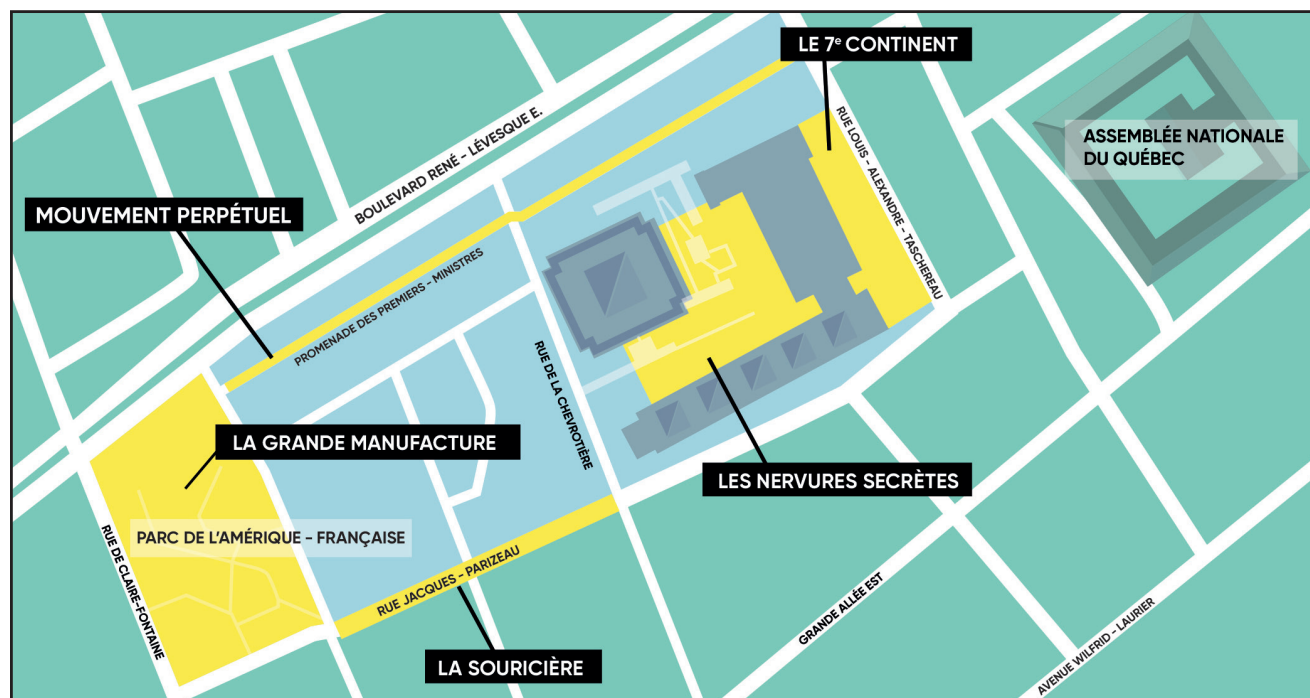 LE 7e CONTINENT
ASSEMBLÉE NATIONALE
DU QUÉBEC
BOULEVARD RENÉ - LÉVESQUE E.
RUE LOUIS - ALEXANDRE - TASCHEREAU
MOUVEMENT PERPÉTUEL
PROMENADE DES PREMIERS - MINISTRES
RUE DE LA CHEVROTIÈRE
LA GRANDE MANUFACTURE
LES NERVURES SECRÈTES
PARC DE L'AMÉRIQUE - FRANÇAISE
RUE DE CLAIRE-FONTAINE
RUE JACQUES - PARIZEAU
GRANDE ALLÉE EST
LA SOURICIÈRE
AVENUE WILFRID - LAURIER